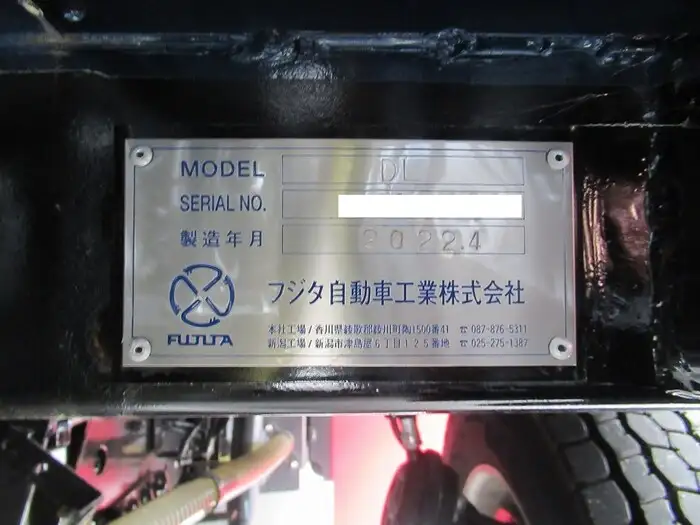 MODEL DL
SERIAL NO.
製造年月 2022.4
フジタ自動車工業株式会社
FUJITA
本社工場/香川県綾歌郡綾川町陶1500番41 ☎087-876-5311
新潟工場/新潟市津島屋6丁目125番地 ☎025-275-1387